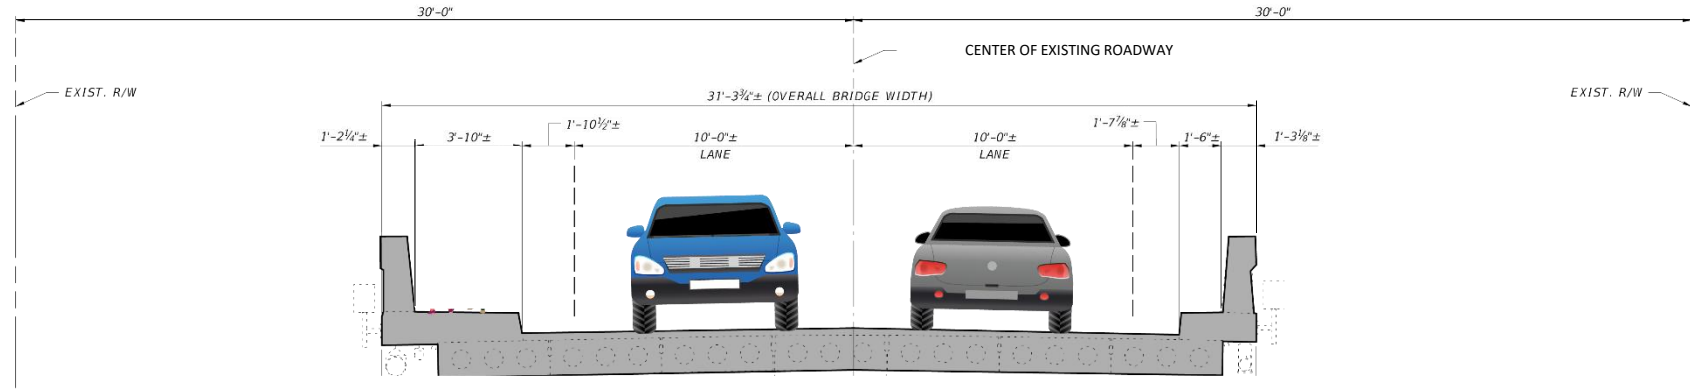 30'-0"
30'-0"
CENTER OF EXISTING ROADWAY
EXIST. R/W
31'-3¾"± (OVERALL BRIDGE WIDTH)
EXIST. R/W
1'-2¼"±
3'-10"±
1'-10½"±
10'-0"±
LANE
10'-0"±
LANE
1'-7⅞"±
1'-6"±
1'-3⅛"±